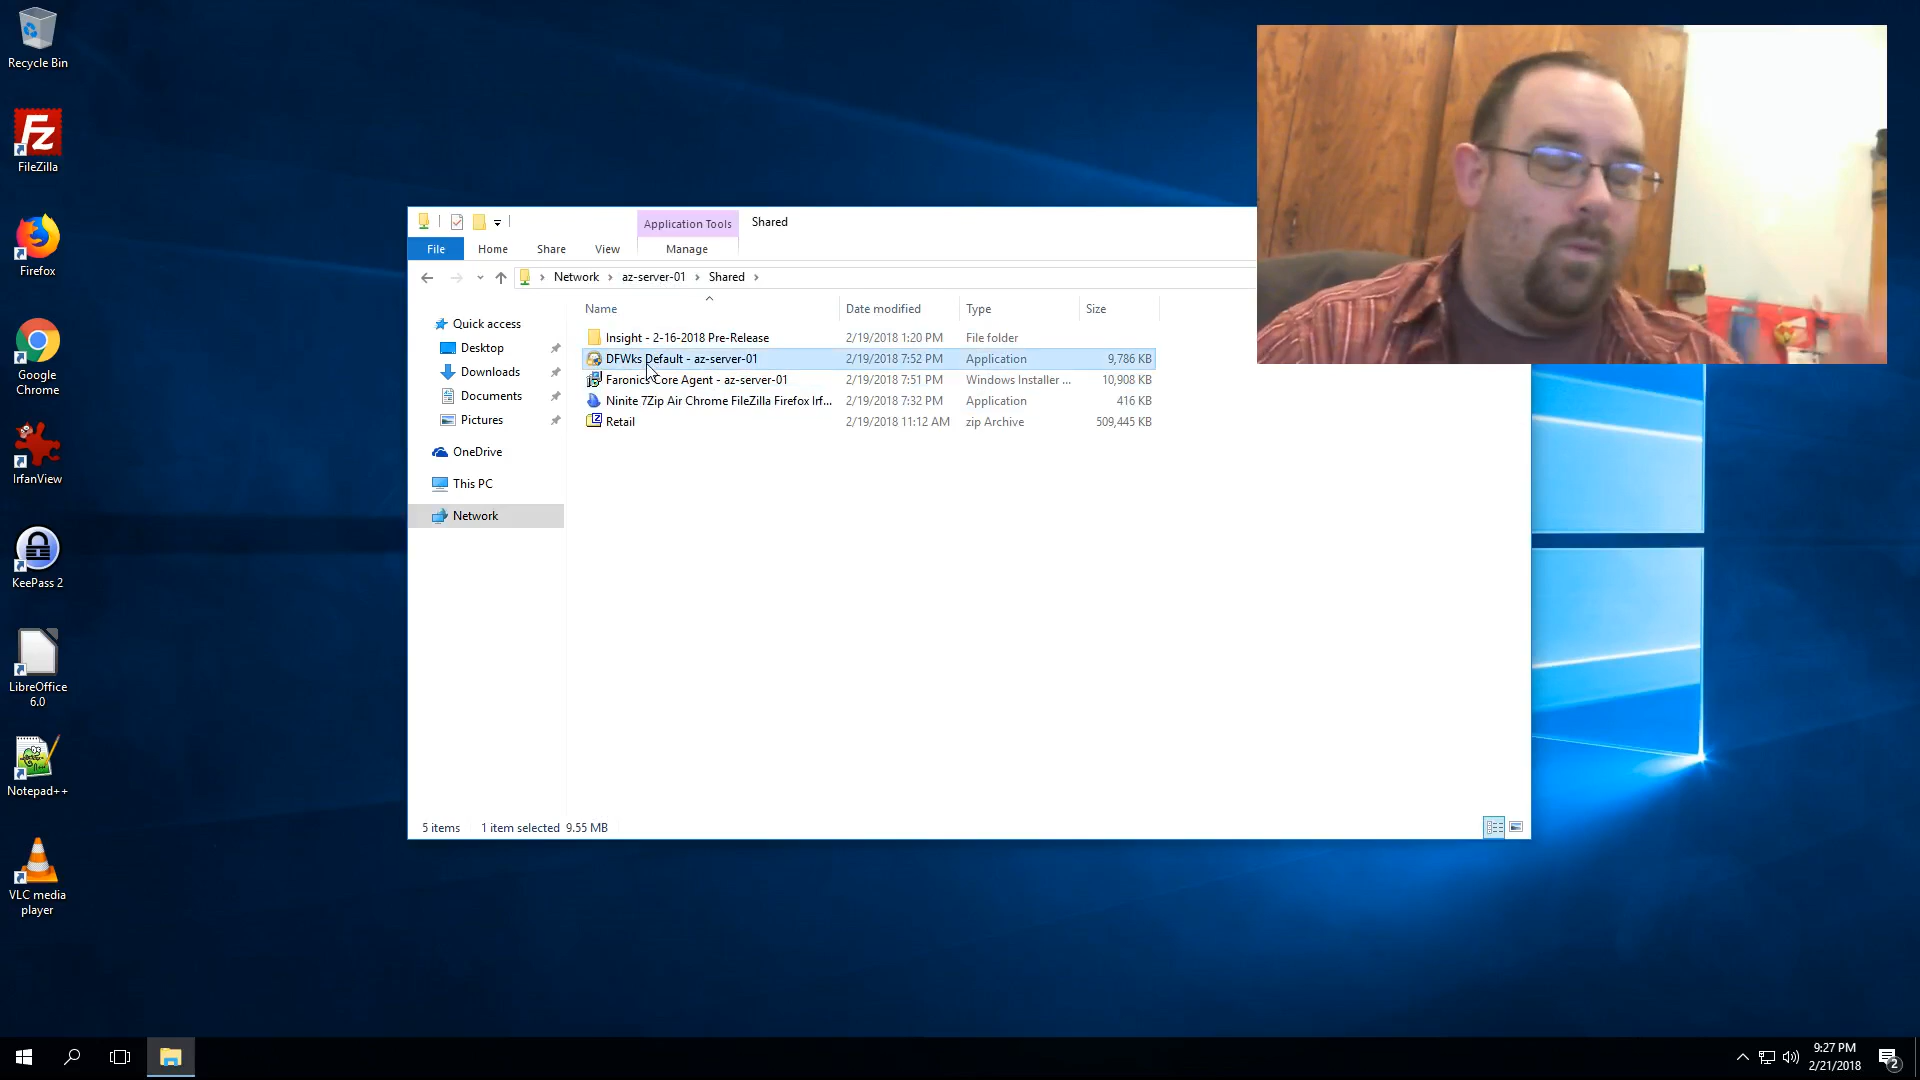 Recycle Bin
FileZilla
Firefox
Google
Chrome
IrfanView
KeePass 2
LibreOffice
6.0
Notepad++
VLC media
player
Application Tools
Shared
File
Home
Share
View
Manage
Network
az-server-01
Shared
Name
Date modified
Type
Size
Quick access
Desktop
Downloads
Documents
Pictures
OneDrive
This PC
Network
Insight - 2-16-2018 Pre-Release
2/19/2018 1:20 PM
File folder
DFWks Default - az-server-01
2/19/2018 7:52 PM
Application
9,786 KB
Faronics Core Agent - az-server-01
2/19/2018 7:51 PM
Windows Installer ...
10,908 KB
Ninite 7Zip Air Chrome FileZilla Firefox Irf...
2/19/2018 7:32 PM
Application
416 KB
Retail
2/19/2018 11:12 AM
zip Archive
509,445 KB
5 items
1 item selected 9.55 MB
9:27 PM
2/21/2018
2